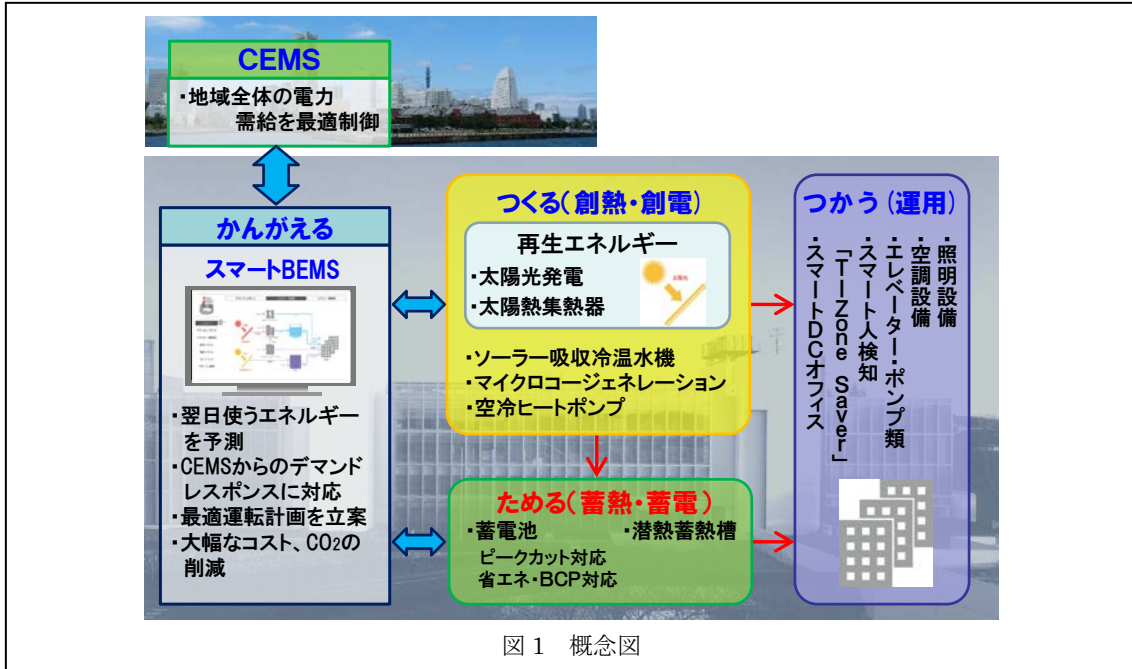 CEMS
・地域全体の電力
需給を最適制御
かんがえる
スマートBEMS
・翌日使うエネルギー
を予測
・CEMSからのデマンド
レスポンスに対応
・最適運転計画を立案
・大幅なコスト、CO2の
削減
つくる(創熱・創電)
再生エネルギー
・太陽光発電
・太陽熱集熱器
太陽光
・ソーラー吸収冷温水機
・マイクロコージェネレーション
・空冷ヒートポンプ
ためる(蓄熱・蓄電)
・蓄電池
・潜熱蓄熱槽
ピークカット対応
省エネ・BCP対応
つかう(運用)
・照明設備
・空調設備
・エレベーター・ポンプ類
・スマート人検知
「T-Zone Saver」
・スマートDCオフィス
図1 概念図